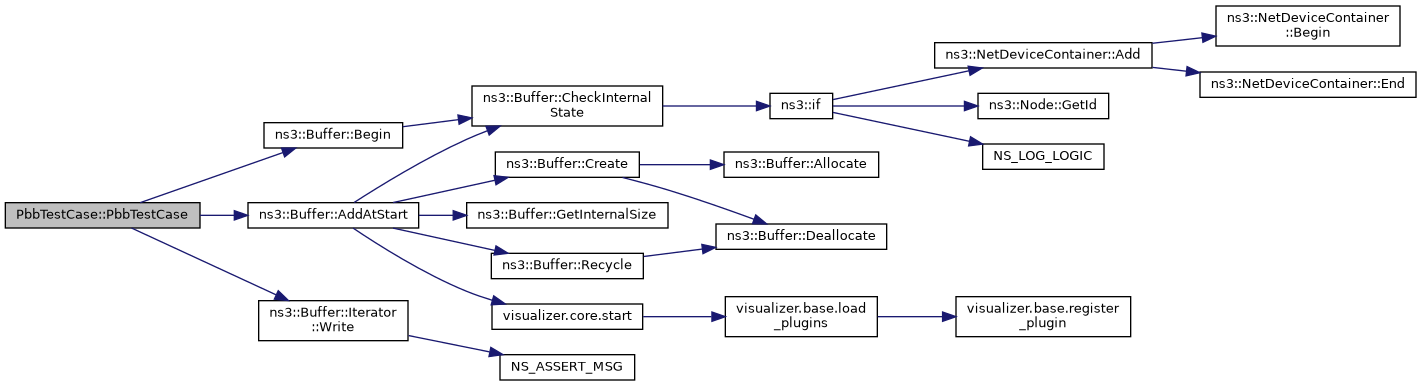 PbbTestCase::PbbTestCase
ns3::Buffer::Begin
ns3::Buffer::AddAtStart
ns3::Buffer::Iterator
::Write
ns3::Buffer::CheckInternal
State
ns3::Buffer::Create
ns3::Buffer::GetInternalSize
ns3::Buffer::Recycle
visualizer.core.start
NS_ASSERT_MSG
ns3::if
ns3::Buffer::Allocate
ns3::Buffer::Deallocate
visualizer.base.load
_plugins
ns3::NetDeviceContainer::Add
ns3::Node::GetId
NS_LOG_LOGIC
visualizer.base.register
_plugin
ns3::NetDeviceContainer
::Begin
ns3::NetDeviceContainer::End